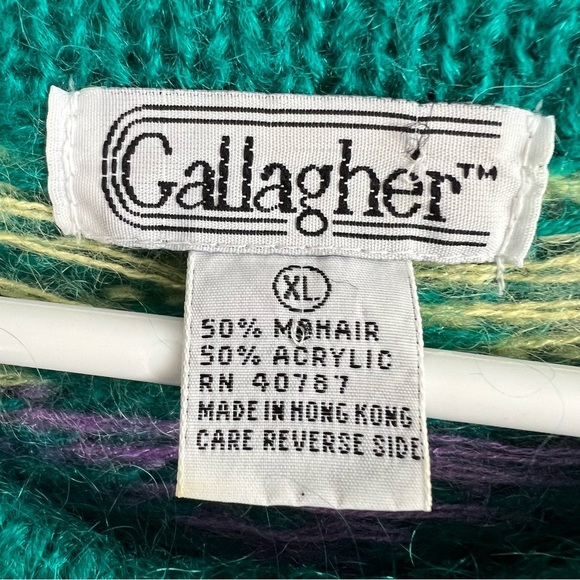 Gallagher™
XL
50% MOHAIR
50% ACRYLIC
RN 40787
MADE IN HONG KONG
CARE REVERSE SIDE